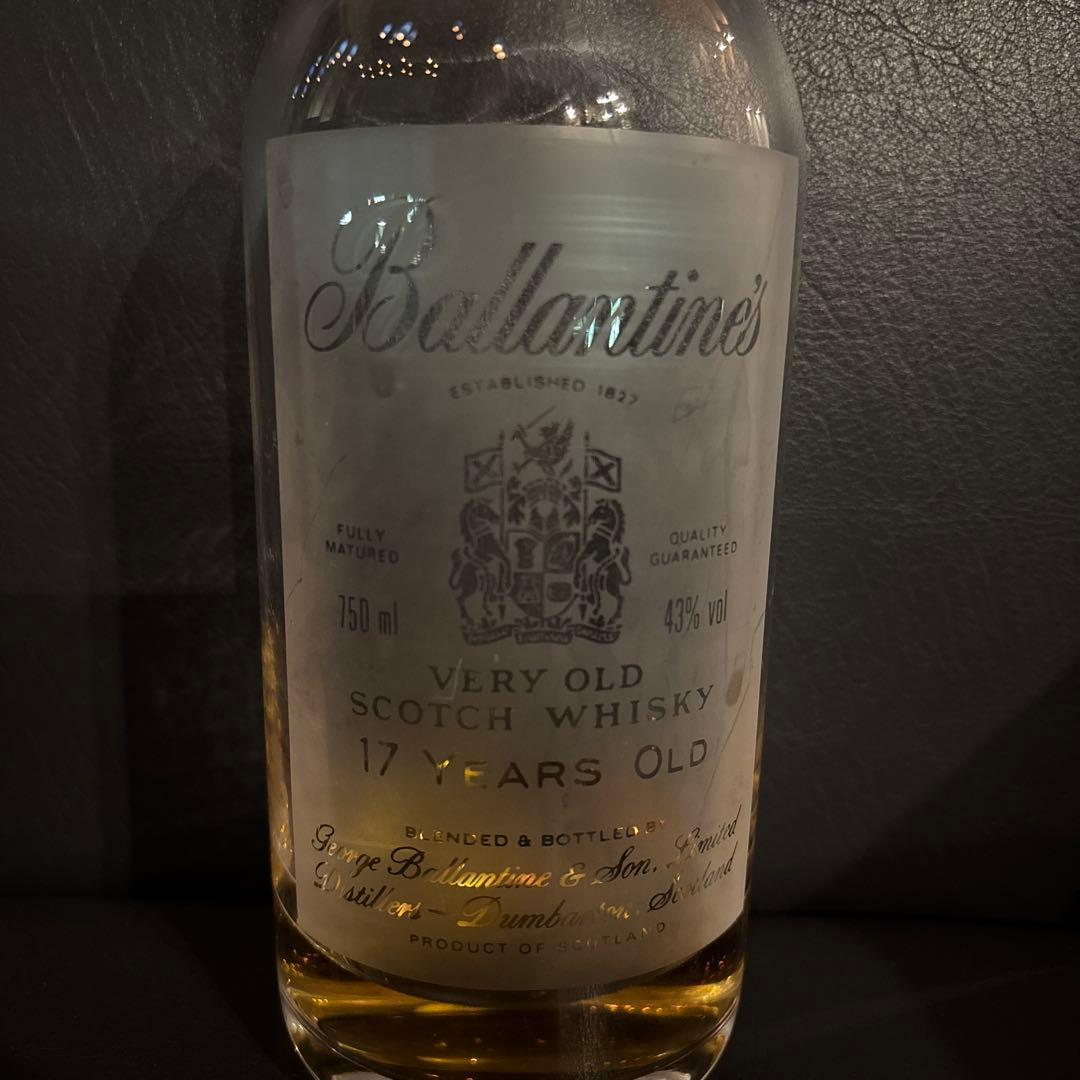 Ballantine's
ESTABLISHED 1827
FULLY
MATURED
QUALITY
GUARANTEED
750 ml
43% vol
VERY OLD
SCOTCH WHISKY
17 YEARS OLD
BLENDED & BOTTLED BY
George Ballantine & Son, Limited
Distillers – Dumbarton, Scotland
PRODUCT OF SCOTLAND